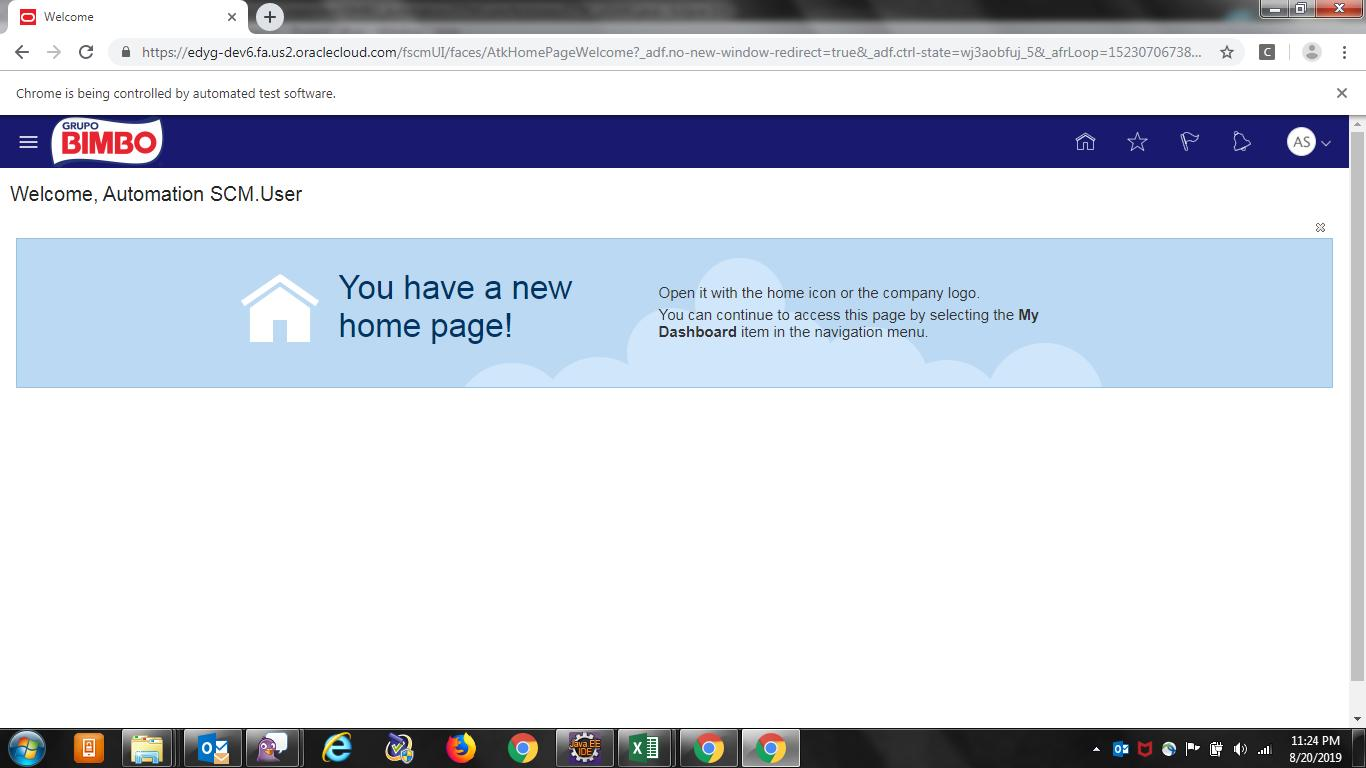 Welcome
https://edyg-dev6.fa.us2.oraclecloud.com/fscmUI/faces/AtkHomePageWelcome?_adf.no-new-window-redirect=true&_adf.ctrl-state=wj3aobfuj_5&_afrLoop=15230706738...
C
Chrome is being controlled by automated test software.
GRUPO
BIMBO
AS
Welcome, Automation SCM.User
You have a new
home page!
Open it with the home icon or the company logo.
You can continue to access this page by selecting the My
Dashboard item in the navigation menu.
Java EE
IDE
11:24 PM
8/20/2019